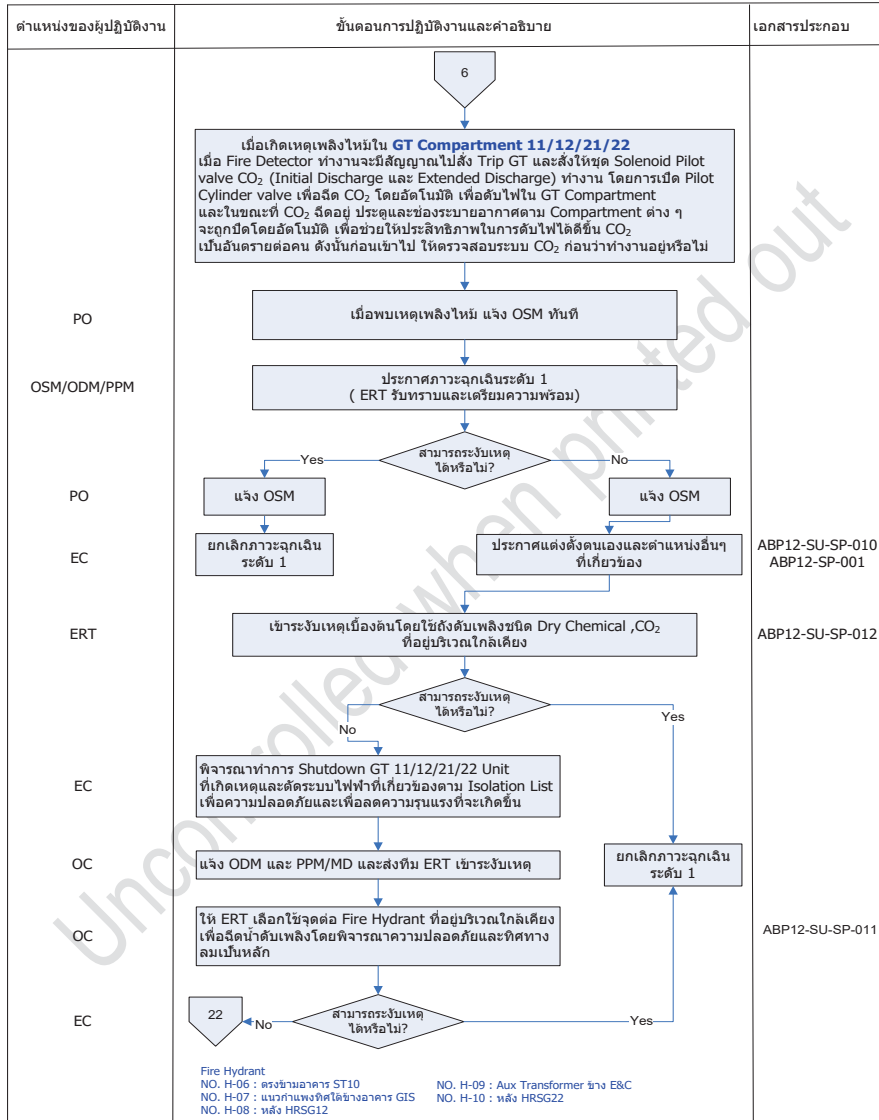 ตำแหน่งของผู้ปฏิบัติงาน
ขั้นตอนการปฏิบัติงานและคำอธิบาย
เอกสารประกอบ
6
เมื่อเกิดเหตุเพลิงไหม้ใน GT Compartment 11/12/21/22
เมื่อ Fire Detector ทำงานจะมีสัญญาณไปสั่ง Trip GT และสั่งให้ชุด Solenoid Pilot
valve CO₂ (Initial Discharge และ Extended Discharge) ทำงาน โดยการเปิด Pilot
Cylinder valve เพื่อฉีด CO₂ โดยอัตโนมัติ เพื่อดับไฟใน GT Compartment
และในขณะที่ CO₂ ฉีดอยู่ ประตูและช่องระบายอากาศตาม Compartment ต่าง ๆ
จะถูกปิดโดยอัตโนมัติ เพื่อช่วยให้ประสิทธิภาพในการดับไฟได้ดีขึ้น CO₂
เป็นอันตรายต่อคน ดังนั้นก่อนเข้าไป ให้ตรวจสอบระบบ CO₂ ก่อนว่าทำงานอยู่หรือไม่
PO
เมื่อพบเหตุเพลิงไหม้ แจ้ง OSM ทันที
OSM/ODM/PPM
ประกาศภาวะฉุกเฉินระดับ 1
( ERT รับทราบและเตรียมความพร้อม)
สามารถระงับเหตุ
ได้หรือไม่?
Yes
No
PO
แจ้ง OSM
แจ้ง OSM
EC
ยกเลิกภาวะฉุกเฉิน
ระดับ 1
ประกาศแต่งตั้งตนเองและตำแหน่งอื่นๆ
ที่เกี่ยวข้อง
ABP12-SU-SP-010
ABP12-SP-001
ERT
เข้าระงับเหตุเบื้องต้นโดยใช้ถังดับเพลิงชนิด Dry Chemical ,CO₂
ที่อยู่บริเวณใกล้เคียง
ABP12-SU-SP-012
สามารถระงับเหตุ
ได้หรือไม่?
No
Yes
EC
พิจารณาทำการ Shutdown GT 11/12/21/22 Unit
ที่เกิดเหตุและตัดระบบไฟฟ้าที่เกี่ยวข้องตาม Isolation List
เพื่อความปลอดภัยและเพื่อลดความรุนแรงที่จะเกิดขึ้น
OC
แจ้ง ODM และ PPM/MD และส่งทีม ERT เข้าระงับเหตุ
ยกเลิกภาวะฉุกเฉิน
ระดับ 1
OC
ให้ ERT เลือกใช้จุดต่อ Fire Hydrant ที่อยู่บริเวณใกล้เคียง
เพื่อฉีดน้ำดับเพลิงโดยพิจารณาความปลอดภัยและทิศทาง
ลมเป็นหลัก
ABP12-SU-SP-011
EC
22
No
สามารถระงับเหตุ
ได้หรือไม่?
Yes
Fire Hydrant
NO. H-06 : ตรงข้ามอาคาร ST10
NO. H-07 : แนวกำแพงทิศใต้ข้างอาคาร GIS
NO. H-08 : หลัง HRSG12
NO. H-09 : Aux Transformer ข้าง E&C
NO. H-10 : หลัง HRSG22
Uncontrolled when printed out